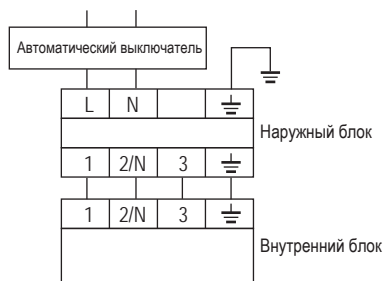 Автоматический выключатель
L N
Наружный блок
1 2/N 3
1 2/N 3
Внутренний блок